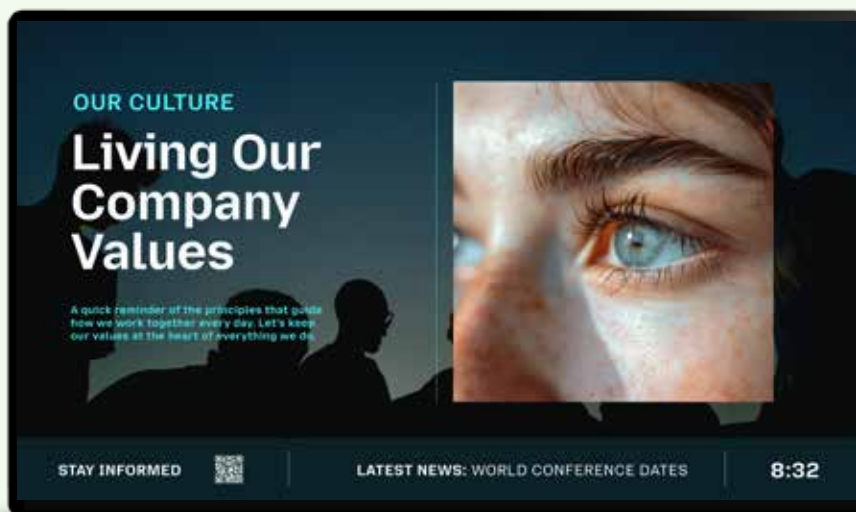 OUR CULTURE
Living Our
Company
Values
A quick reminder of the principles that guide
how we work together every day. Let's keep
our values at the heart of everything we do.
STAY INFORMED
LATEST NEWS: WORLD CONFERENCE DATES
8:32